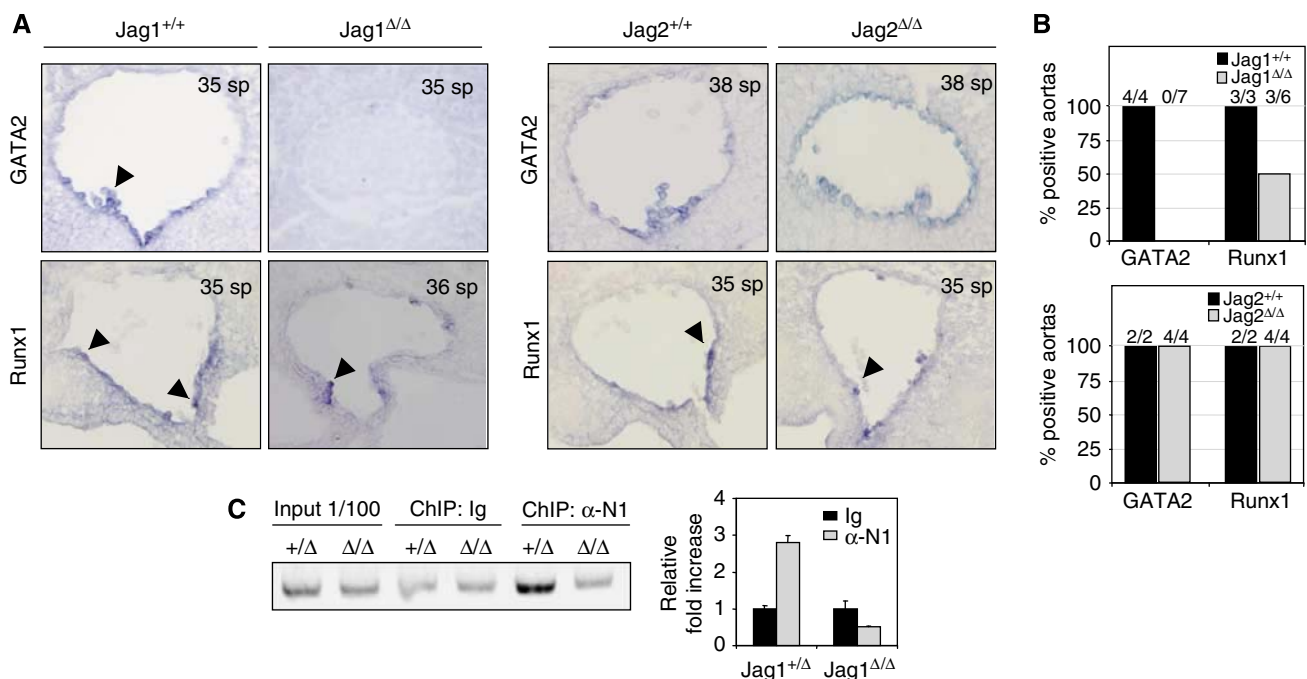 A
Jag1+/+
Jag1Δ/Δ
Jag2+/+
Jag2Δ/Δ
GATA2
35 sp
35 sp
GATA2
38 sp
38 sp
Runx1
35 sp
36 sp
Runx1
35 sp
35 sp
B
Jag1+/+
Jag1Δ/Δ
4/4 0/7 3/3 3/6
% positive aortas
100
75
50
25
0
GATA2 Runx1
Jag2+/+
Jag2Δ/Δ
2/2 4/4 2/2 4/4
% positive aortas
100
75
50
25
0
GATA2 Runx1
C
Input 1/100 ChIP: Ig ChIP: α-N1
+/Δ Δ/Δ +/Δ Δ/Δ +/Δ Δ/Δ
Relative
fold increase
4
3
2
1
0
Ig
α-N1
Jag1+/Δ Jag1Δ/Δ